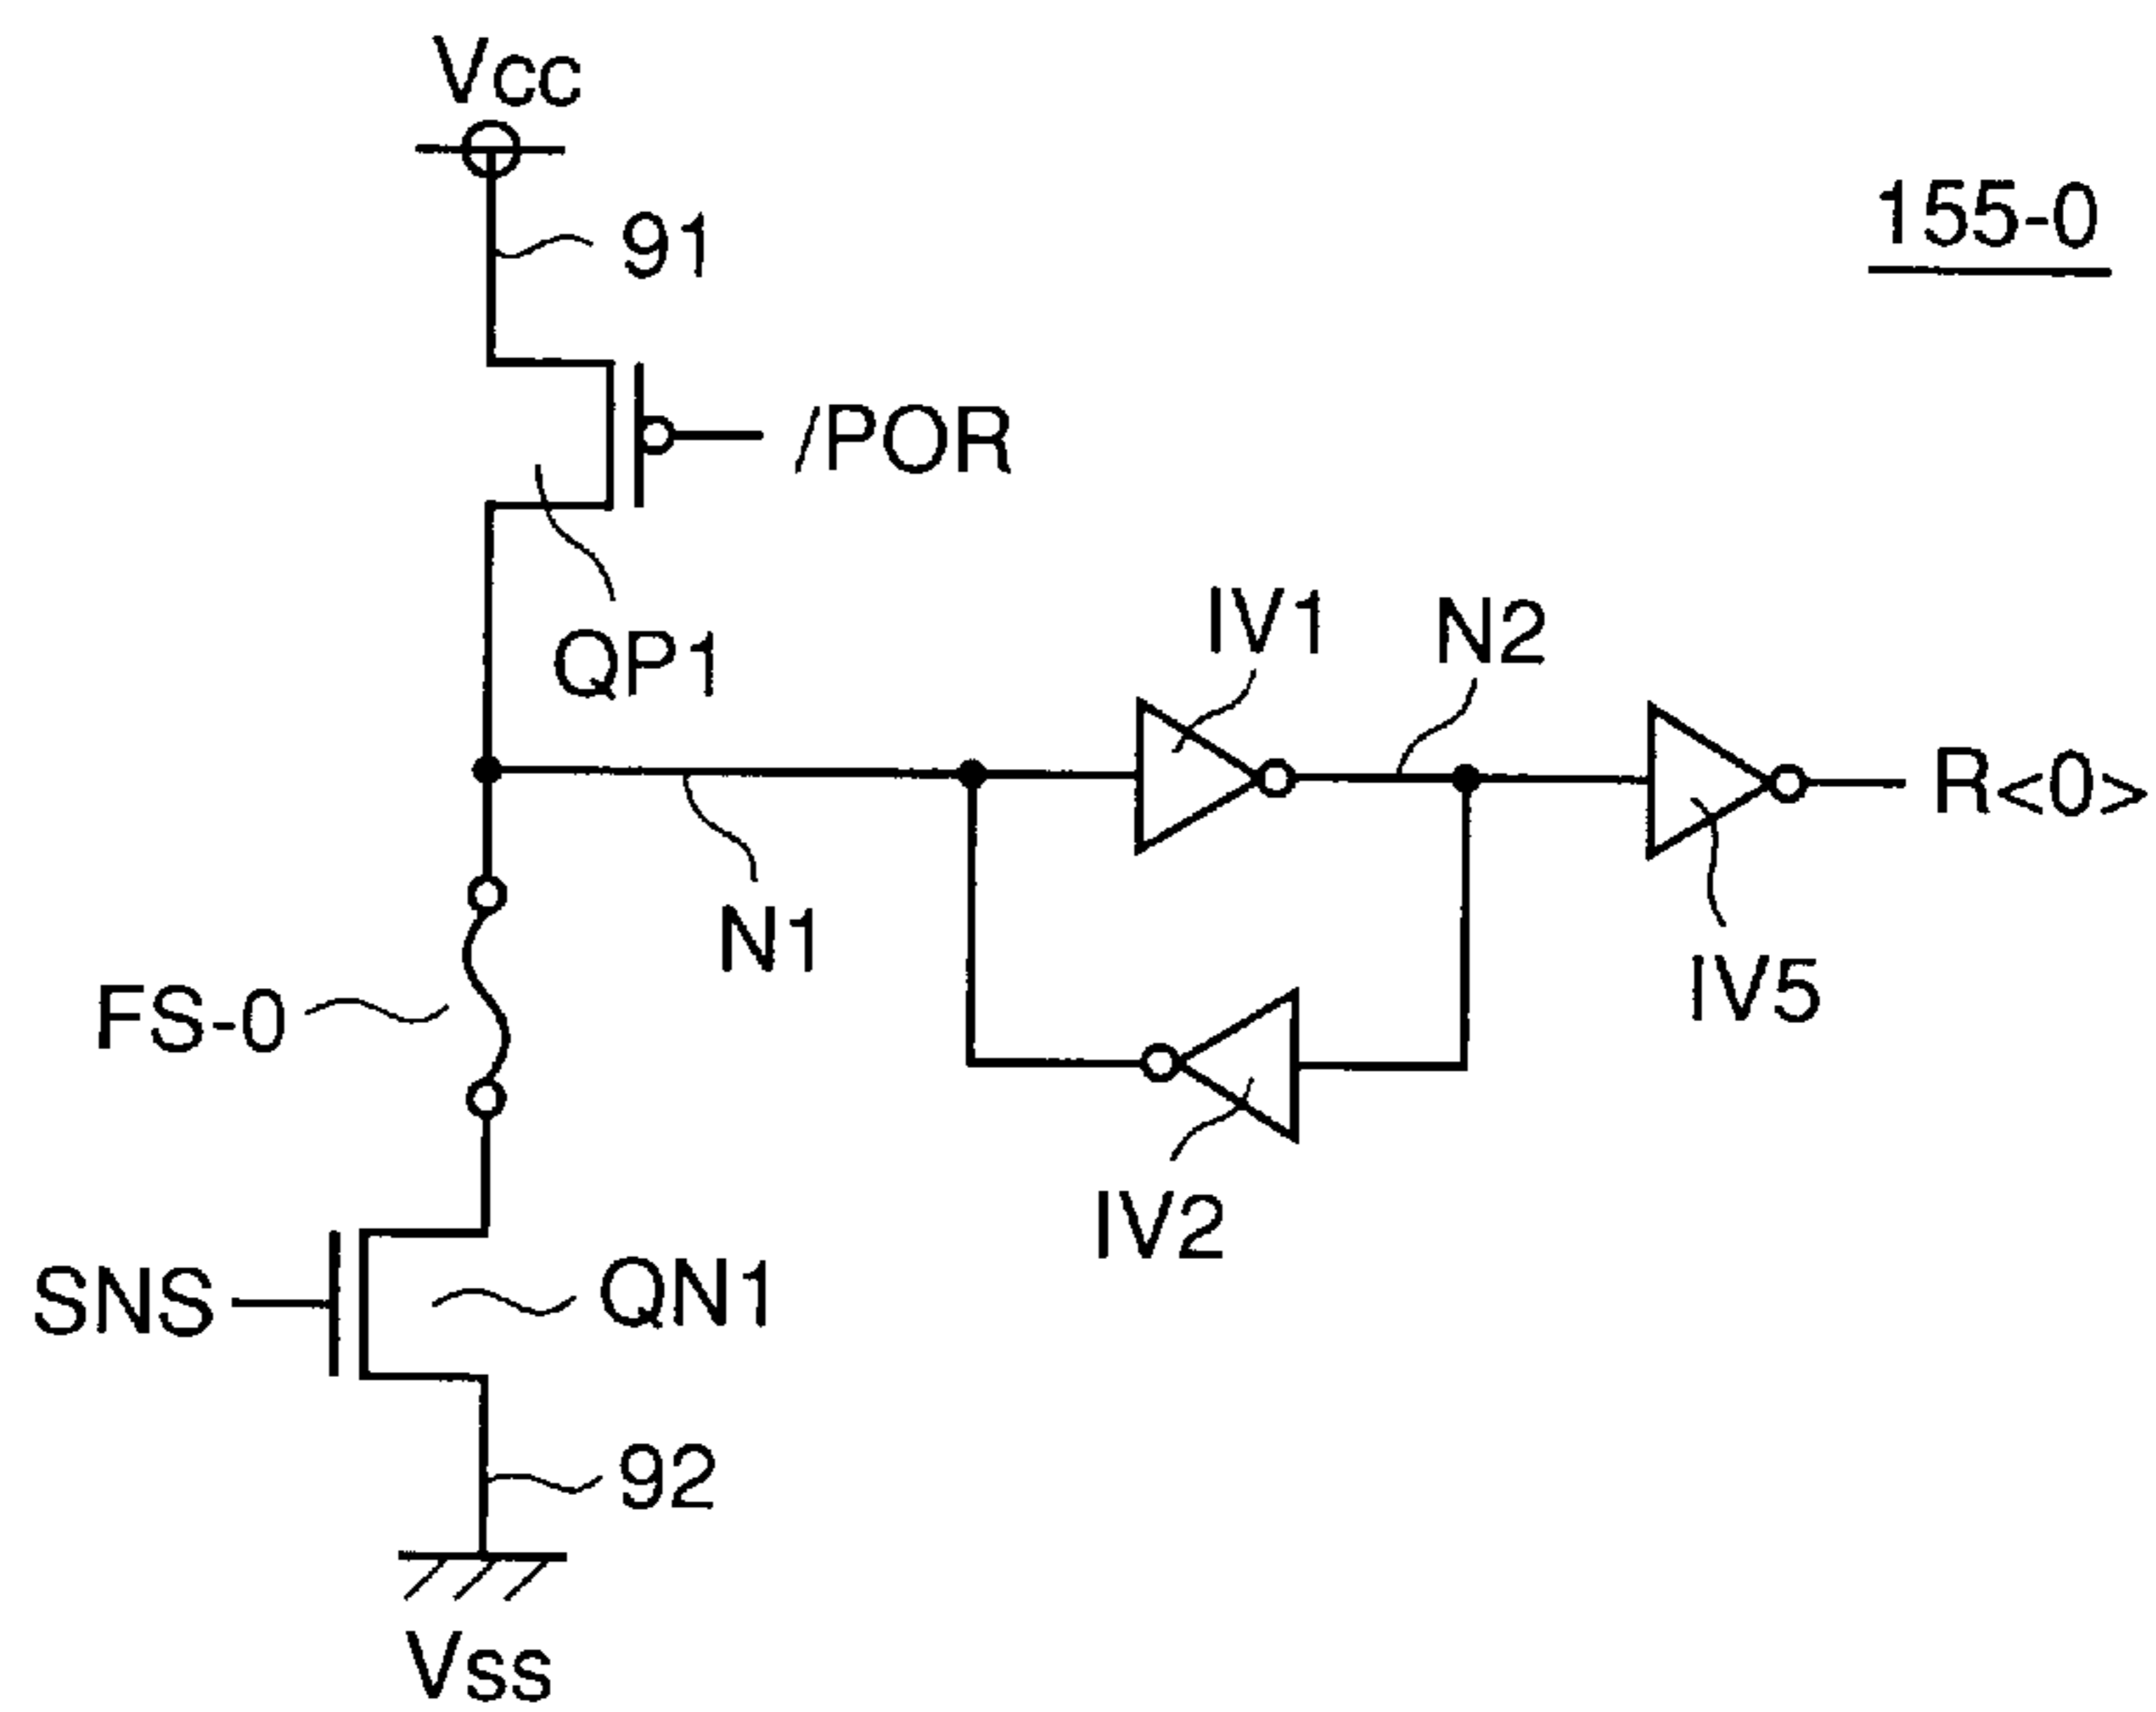 Vcc
91
155-0
/POR
QP1
IV1
N2
R<0>
N1
IV5
FS-0
IV2
SNS
QN1
92
Vss